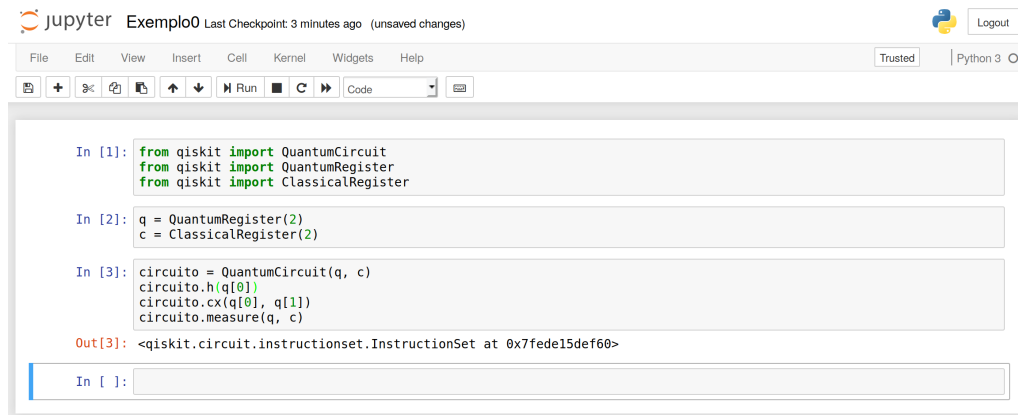 jupyter Exemplo0 Last Checkpoint: 3 minutes ago (unsaved changes) Logout
File Edit View Insert Cell Kernel Widgets Help Trusted Python 3
Run Code
In [1]: from qiskit import QuantumCircuit
from qiskit import QuantumRegister
from qiskit import ClassicalRegister
In [2]: q = QuantumRegister(2)
c = ClassicalRegister(2)
In [3]: circuito = QuantumCircuit(q, c)
circuito.h(q[0])
circuito.cx(q[0], q[1])
circuito.measure(q, c)
Out[3]: <qiskit.circuit.instructionset.InstructionSet at 0x7fede15def60>
In [ ]: